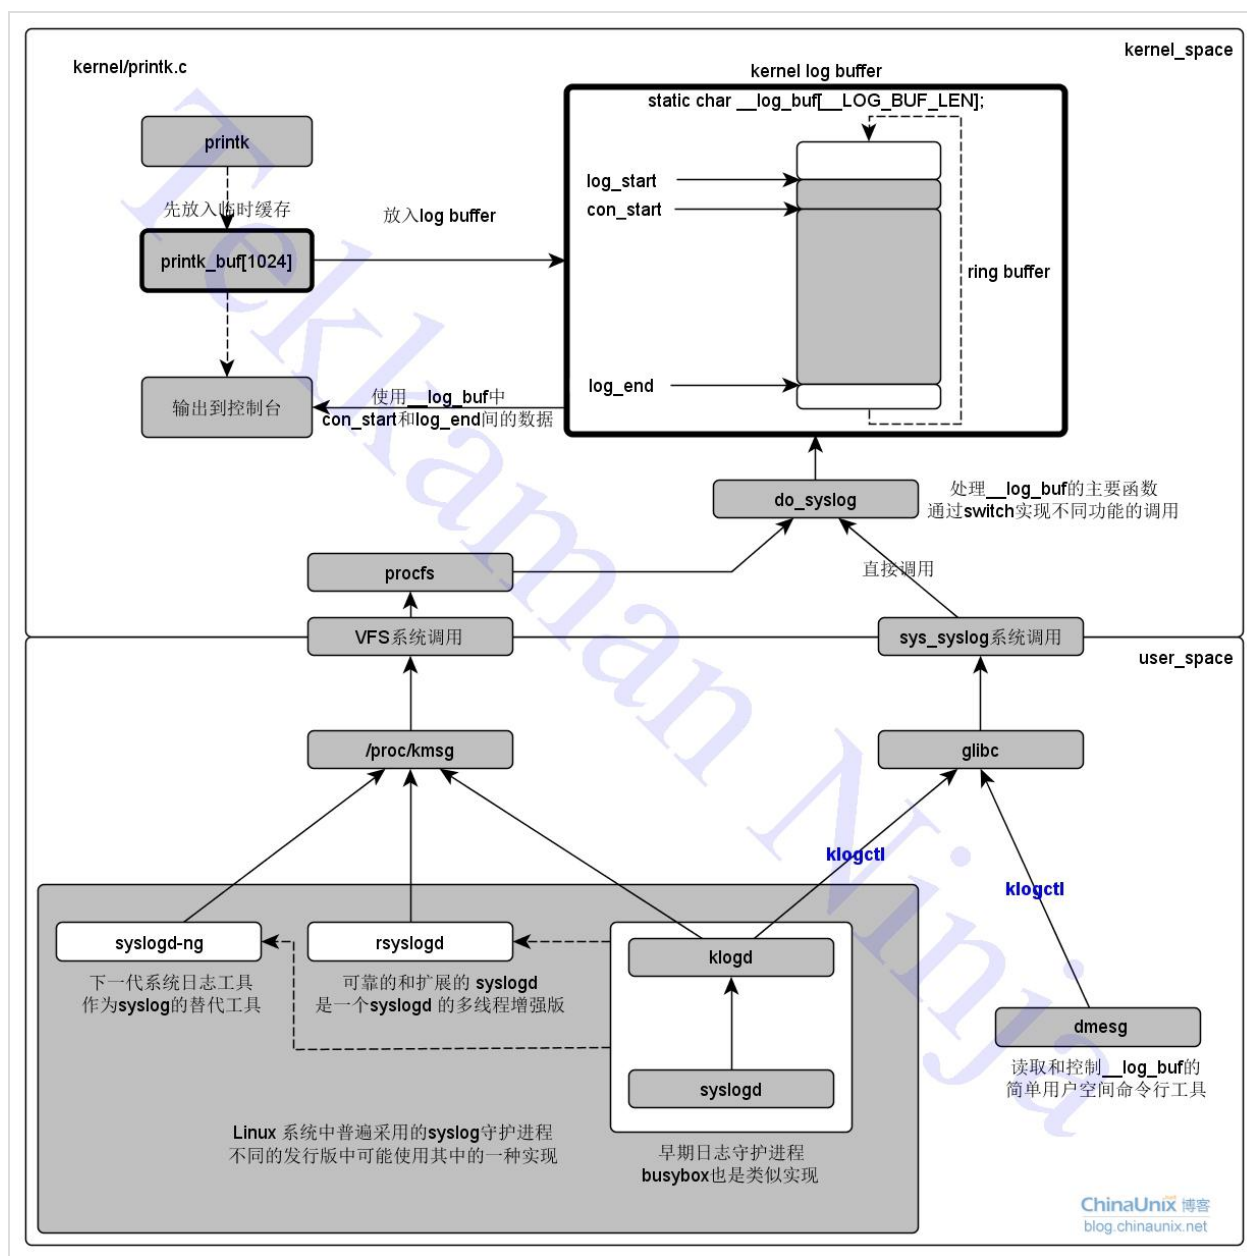 kernel_space
kernel/printk.c
kernel log buffer
static char __log_buf[__LOG_BUF_LEN];
printk
log_start
先放入临时缓存
放入log buffer
con_start
printk_buf[1024]
ring buffer
log_end
输出到控制台
使用__log_buf中
con_start和log_end间的数据
do_syslog
处理__log_buf的主要函数
通过switch实现不同功能的调用
procfs
直接调用
VFS系统调用
sys_syslog系统调用
user_space
/proc/kmsg
glibc
klogctl
klogctl
syslogd-ng
rsyslogd
klogd
下一代系统日志工具
作为syslog的替代工具
可靠的和扩展的 syslogd
是一个syslogd 的多线程增强版
dmesg
读取和控制__log_buf的
简单用户空间命令行工具
syslogd
Linux 系统中普遍采用的syslog守护进程
不同的发行版中可能使用其中的一种实现
早期日志守护进程
busybox也是类似实现
Tekkaman Ninja
ChinaUnix 博客
blog.chinaunix.net